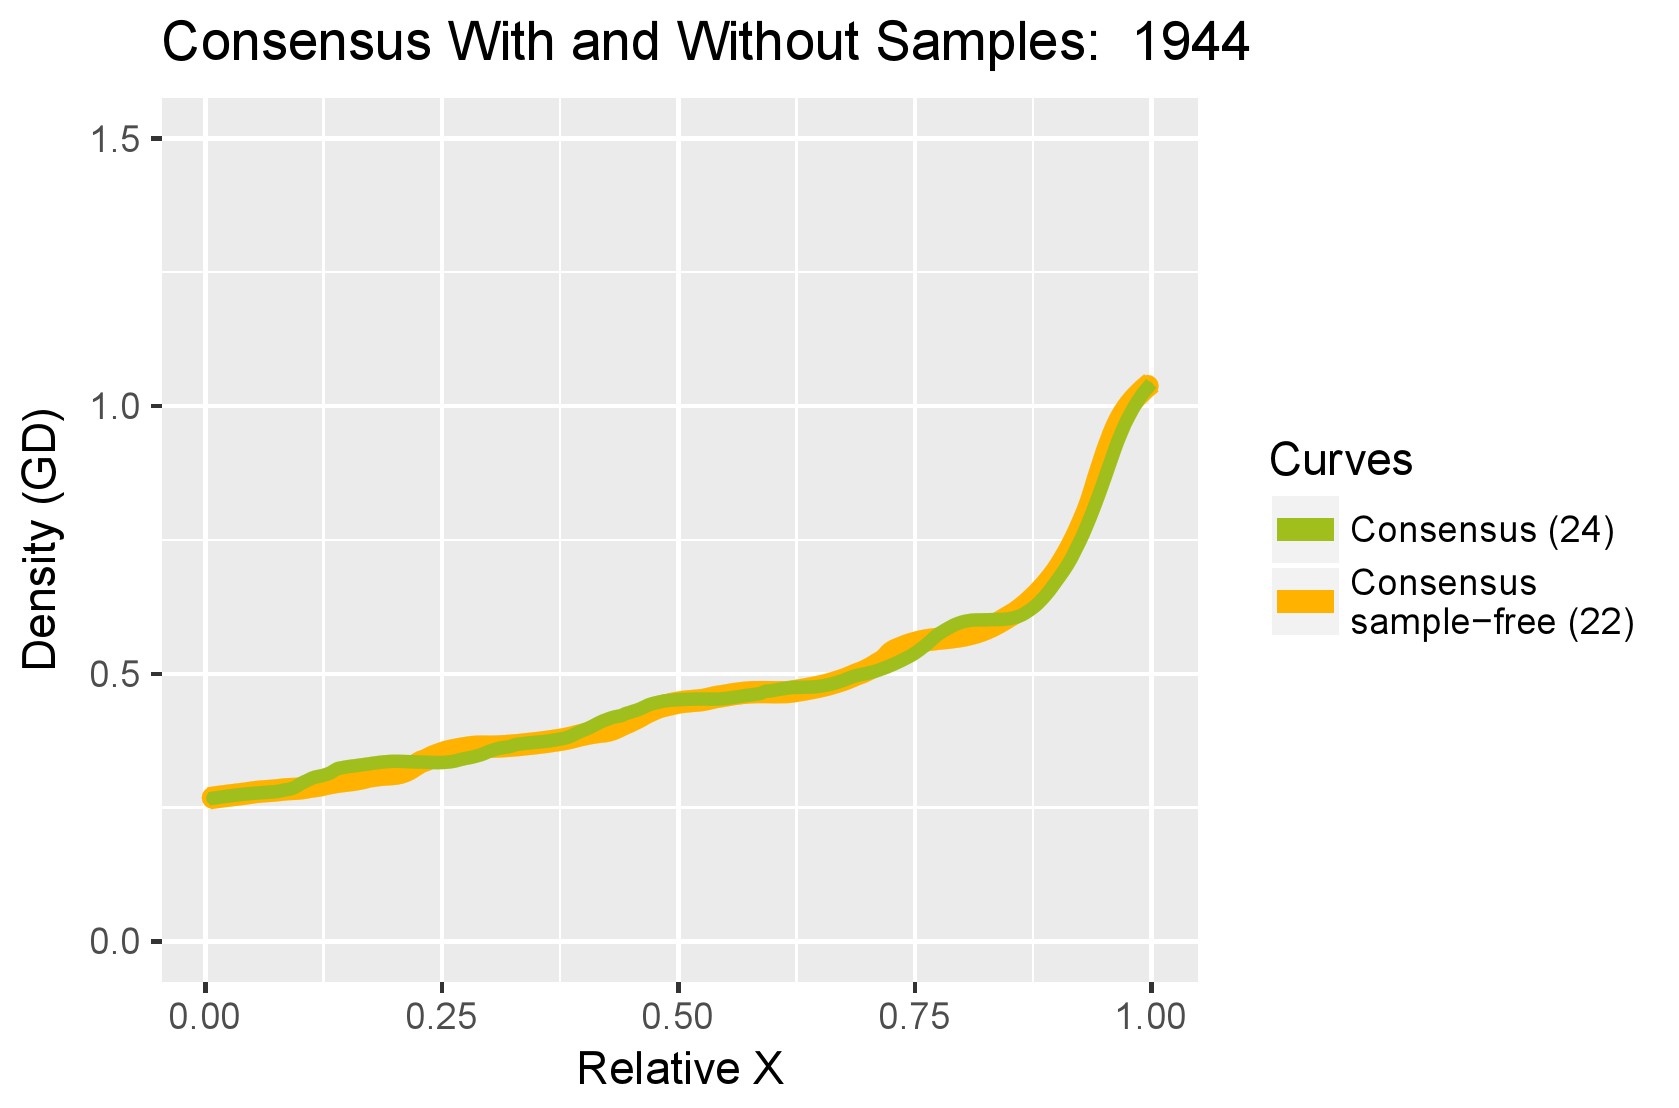 Consensus With and Without Samples:  1944
Density (GD)
1.5
1.0
0.5
0.0
0.00 0.25 0.50 0.75 1.00
Relative X
Curves
Consensus (24)
Consensus
sample−free (22)